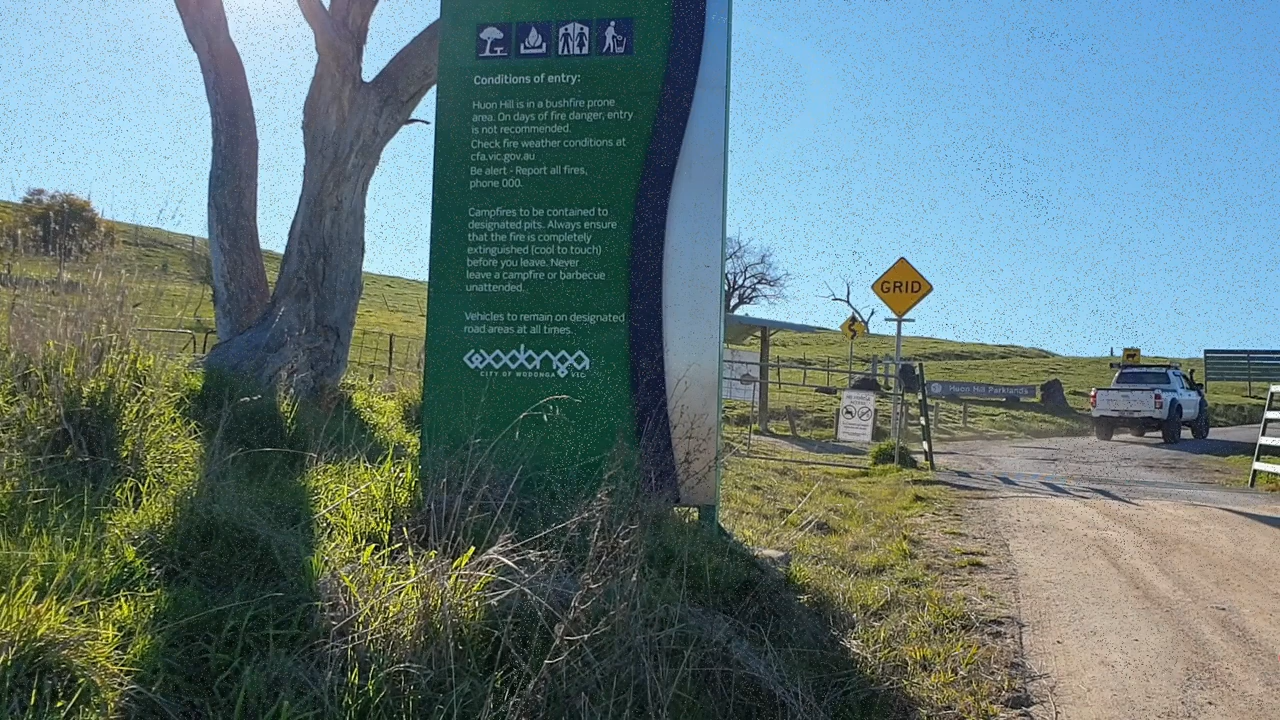 Conditions of entry:
Huon Hill is in a bushfire prone
area. On days of fire danger, entry
is not recommended.
Check fire weather conditions at
cfa.vic.gov.au
Be alert - Report all fires,
phone 000.
Campfires to be contained to
designated pits. Always ensure
that the fire is completely
extinguished (cool to touch)
before you leave. Never
leave a campfire or barbecue
unattended.
Vehicles to remain on designated
road areas at all times.
wodonga
CITY OF WODONGA VIC
GRID
Huon Hill Parklands